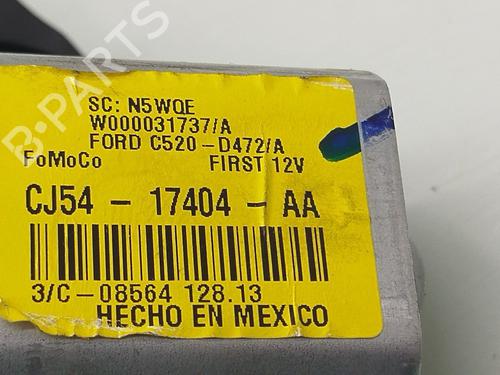 B-PARTS
SC: N5WQE
W000031737/A
FORD C520-D472/A
FoMoCo FIRST 12V
CJ54 - 17404 - AA
3/C-08564 128.13
HECHO EN MEXICO